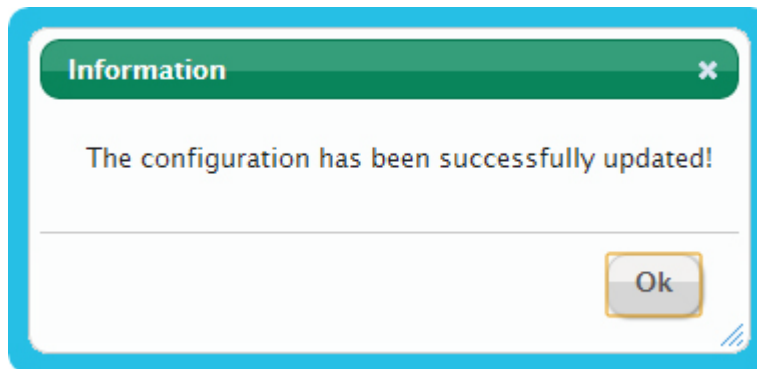 Information
The configuration has been successfully updated!
Ok